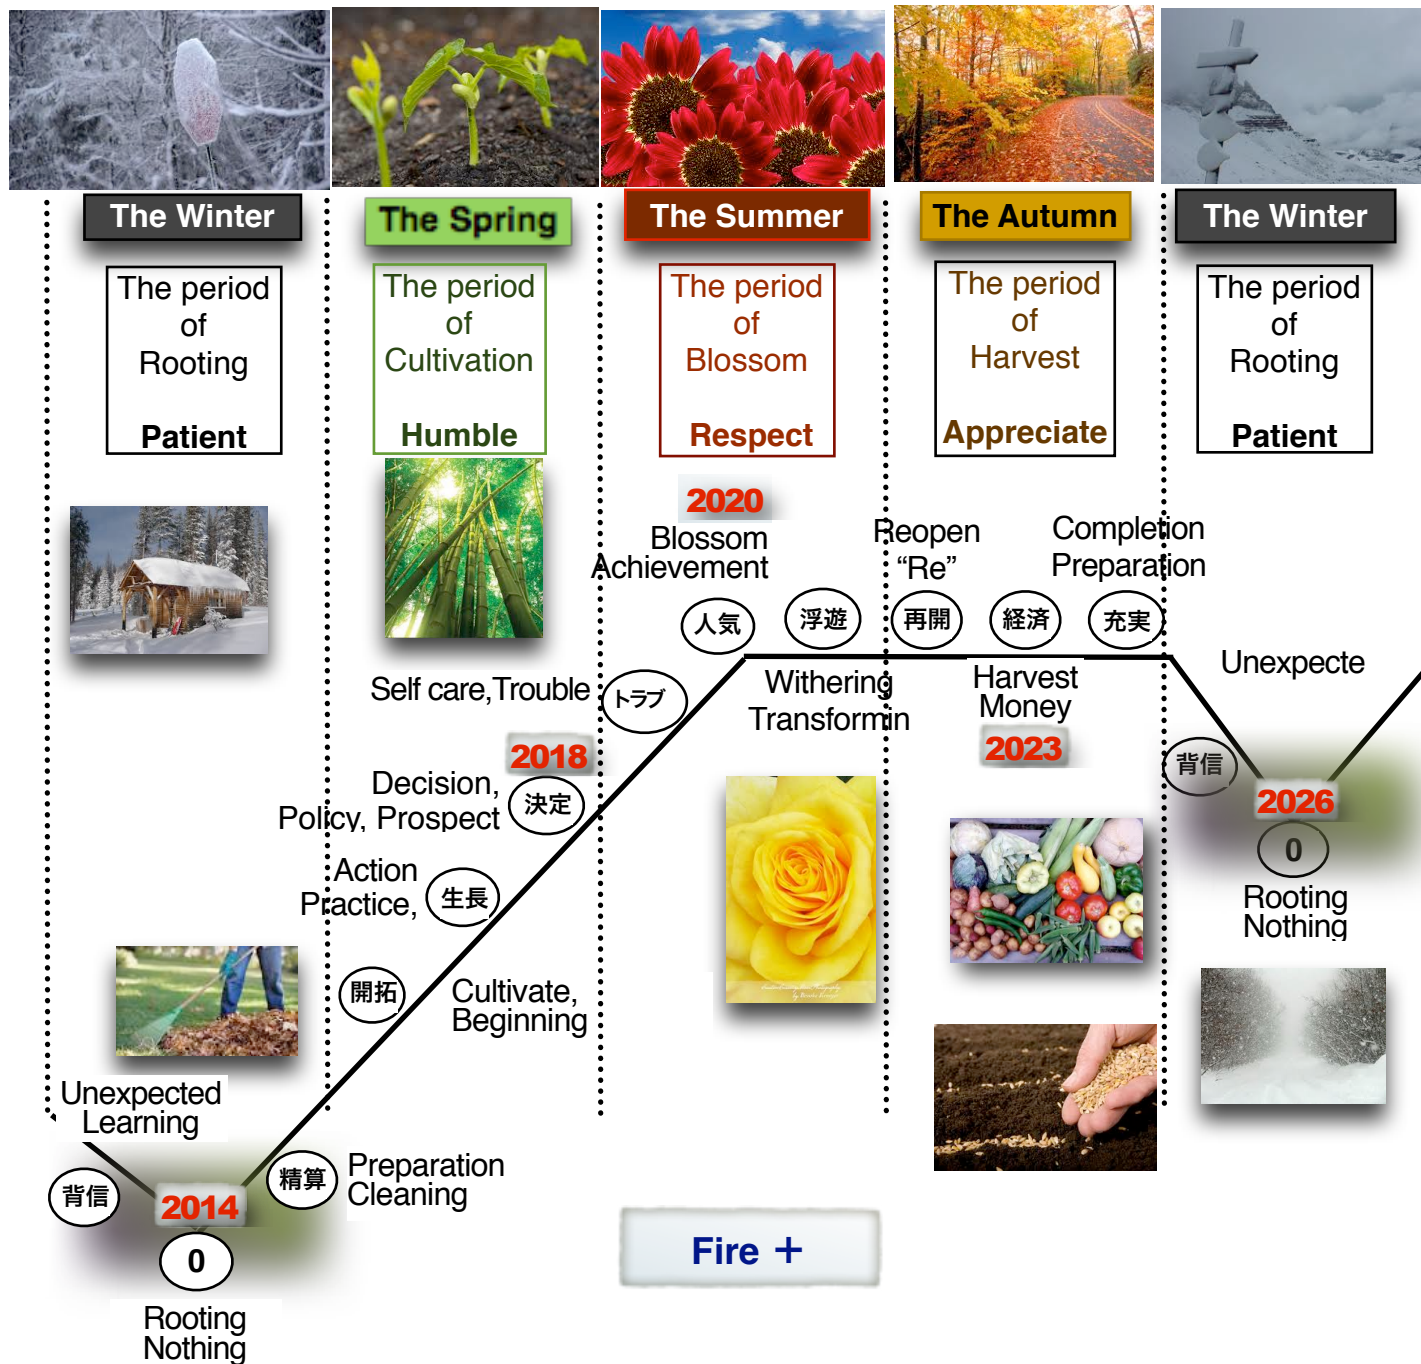 The Winter
The Spring
The Summer
The Autumn
The Winter
The period
of
Rooting
Patient
The period
of
Cultivation
Humble
The period
of
Blossom
Respect
The period
of
Harvest
Appreciate
The period
of
Rooting
Patient
2020
Blossom
Achievement
Reopen
“Re”
Completion
Preparation
人気
浮遊
再開
経済
充実
Self care,Trouble
トラブ
Withering
Transformin
Harvest
Money
2023
Unexpecte
背信
2026
0
Rooting
Nothing
2018
Decision,
Policy, Prospect
決定
Action
Practice,
生長
開拓
Cultivate,
Beginning
Unexpected
Learning
背信
2014
0
Rooting
Nothing
精算
Preparation
Cleaning
Fire +